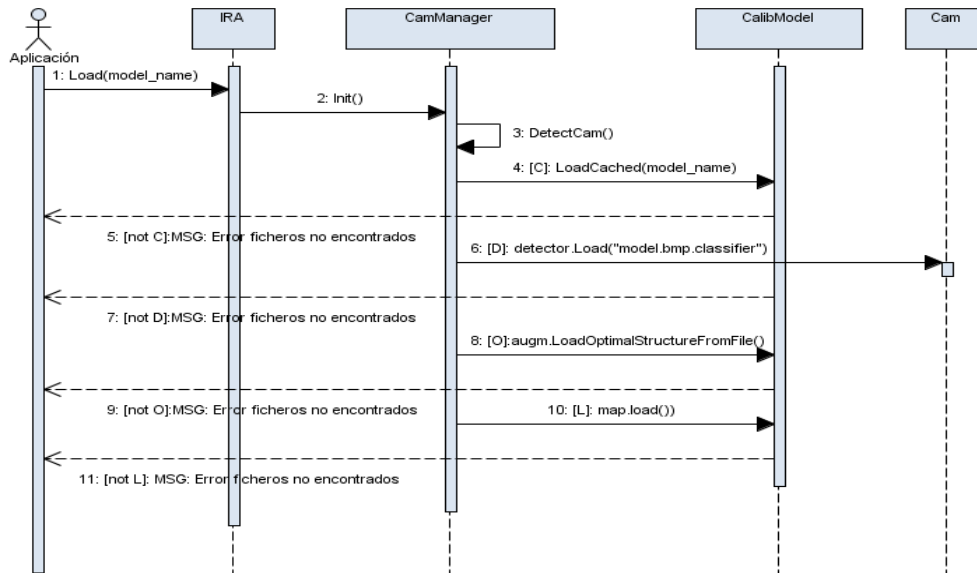 IRA
CamManager
CalibModel
Cam
Aplicación
1: Load(model_name)
2: Init()
3: DetectCam()
4: [C]: LoadCached(model_name)
5: [not C]:MSG: Error ficheros no encontrados
6: [D]: detector.Load("model.bmp.classifier")
7: [not D]:MSG: Error ficheros no encontrados
8: [O]:augm.LoadOptimalStructureFromFile()
9: [not O]:MSG: Error ficheros no encontrados
10: [L]: map.load())
11: [not L]: MSG: Error ficheros no encontrados